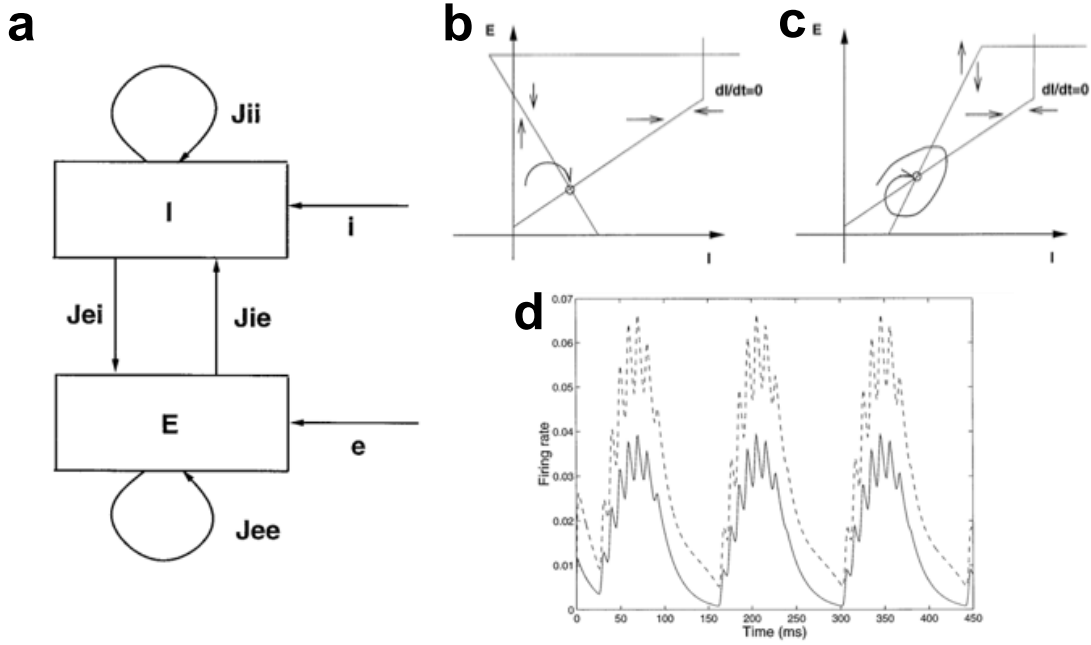 a
Jii
I
i
Jei
Jie
E
e
Jee
b
E
dI/dt=0
I
c
E
dI/dt=0
I
d
0.07
0.06
0.05
0.04
0.03
0.02
0.01
0
Firing rate
0
50
100
150
200
250
300
350
400
450
Time (ms)